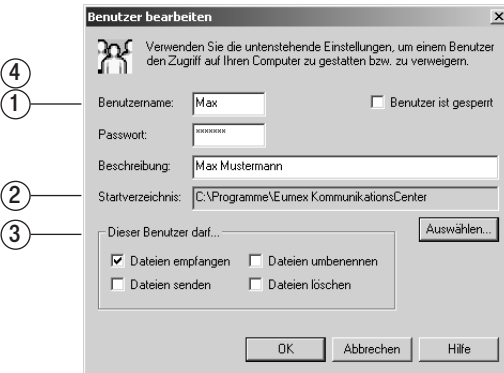 Benutzer bearbeiten
Verwenden Sie die untenstehende Einstellungen, um einem Benutzer
den Zugriff auf Ihren Computer zu gestatten bzw. zu verweigern.
4
1
Benutzername: Max
Benutzer ist gesperrt
Passwort: *******
Beschreibung: Max Mustermann
2
Startverzeichnis: C:\Programme\Eumex KommunikationsCenter
3
Auswählen...
Dieser Benutzer darf...
Dateien empfangen Dateien umbenennen
Dateien senden Dateien löschen
OK Abbrechen Hilfe